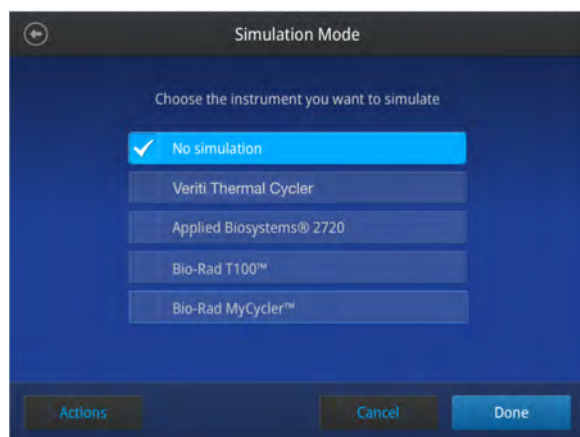 Simulation Mode
Choose the instrument you want to simulate
No simulation
Veriti Thermal Cycler
Applied Biosystems® 2720
Bio-Rad T100™
Bio-Rad MyCycler™
Actions
Cancel
Done